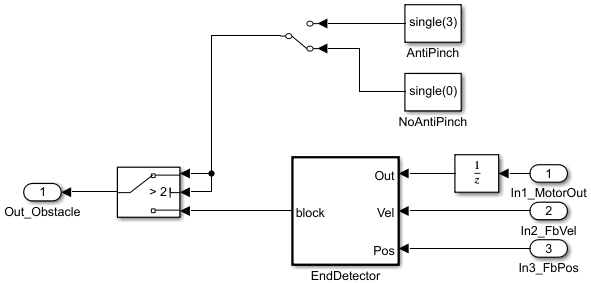 single(3)
AntiPinch
single(0)
NoAntiPinch
1
Out_Obstacle
> 2
block
Out
Vel
Pos
EndDetector
1
z
1
In1_MotorOut
2
In2_FbVel
3
In3_FbPos